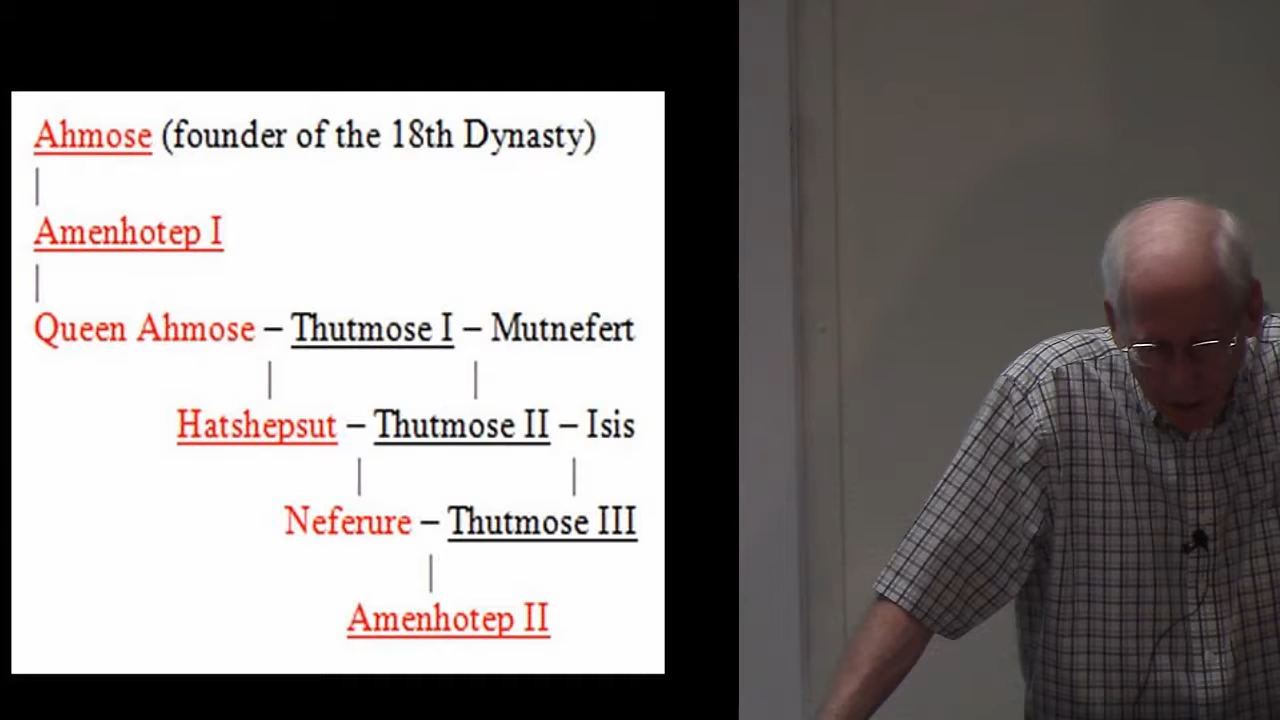 Ahmose (founder of the 18th Dynasty)
Amenhotep I
Queen Ahmose – Thutmose I – Mutnefert
Hatshepsut – Thutmose II – Isis
Neferure – Thutmose III
Amenhotep II